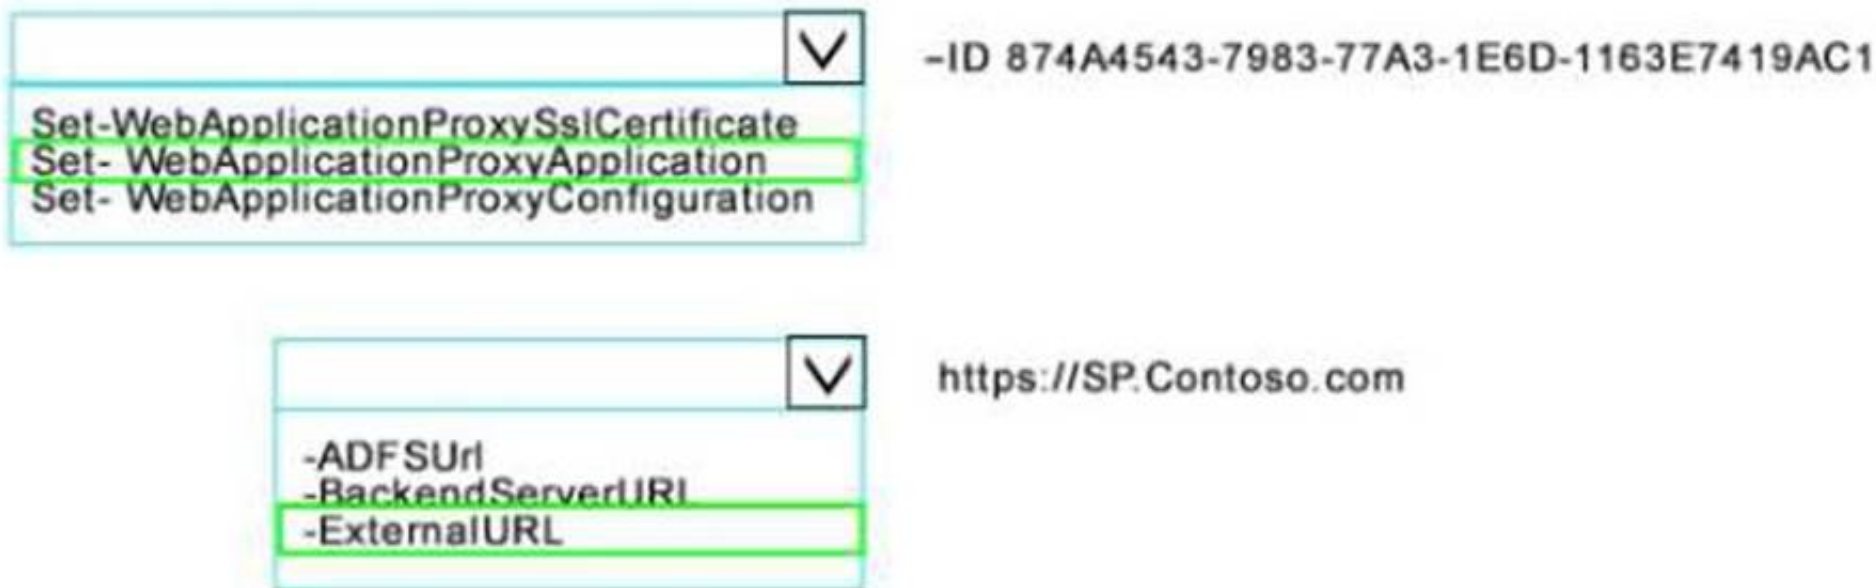 -ID 874A4543-7983-77A3-1E6D-1163E7419AC1
Set-WebApplicationProxySslCertificate
Set- WebApplicationProxyApplication
Set- WebApplicationProxyConfiguration
https://SP.Contoso.com
-ADFSUrl
-BackendServerURL
-ExternalURL